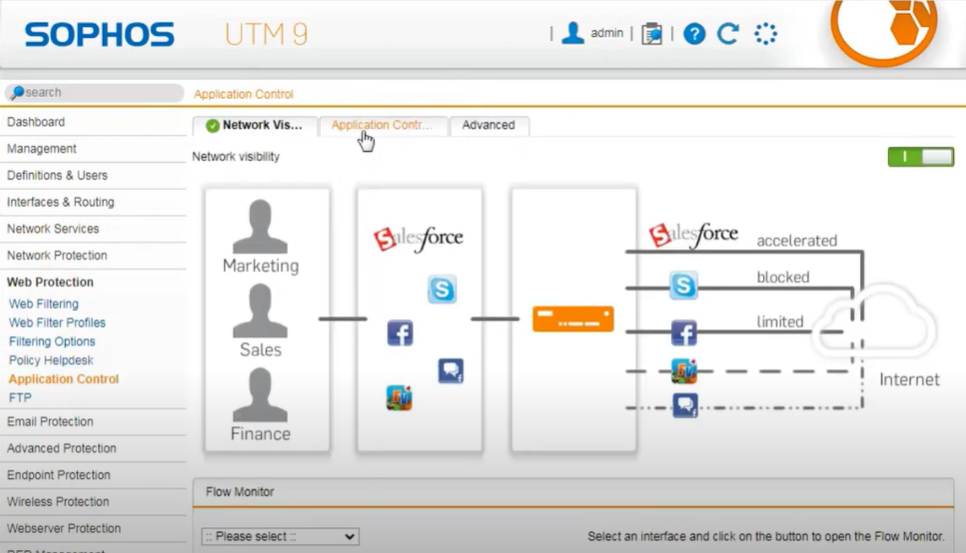 SOPHOS UTM 9
admin
search
Application Control
Dashboard
Management
Definitions & Users
Interfaces & Routing
Network Services
Network Protection
Web Protection
Web Filtering
Web Filter Profiles
Filtering Options
Policy Helpdesk
Application Control
FTP
Email Protection
Advanced Protection
Endpoint Protection
Wireless Protection
Webserver Protection
Network Vis... Application Contr... Advanced
Network visibility
Marketing
Sales
Finance
Salesforce
Salesforce
accelerated
blocked
limited
Internet
Flow Monitor
:: Please select ::
Select an interface and click on the button to open the Flow Monitor.